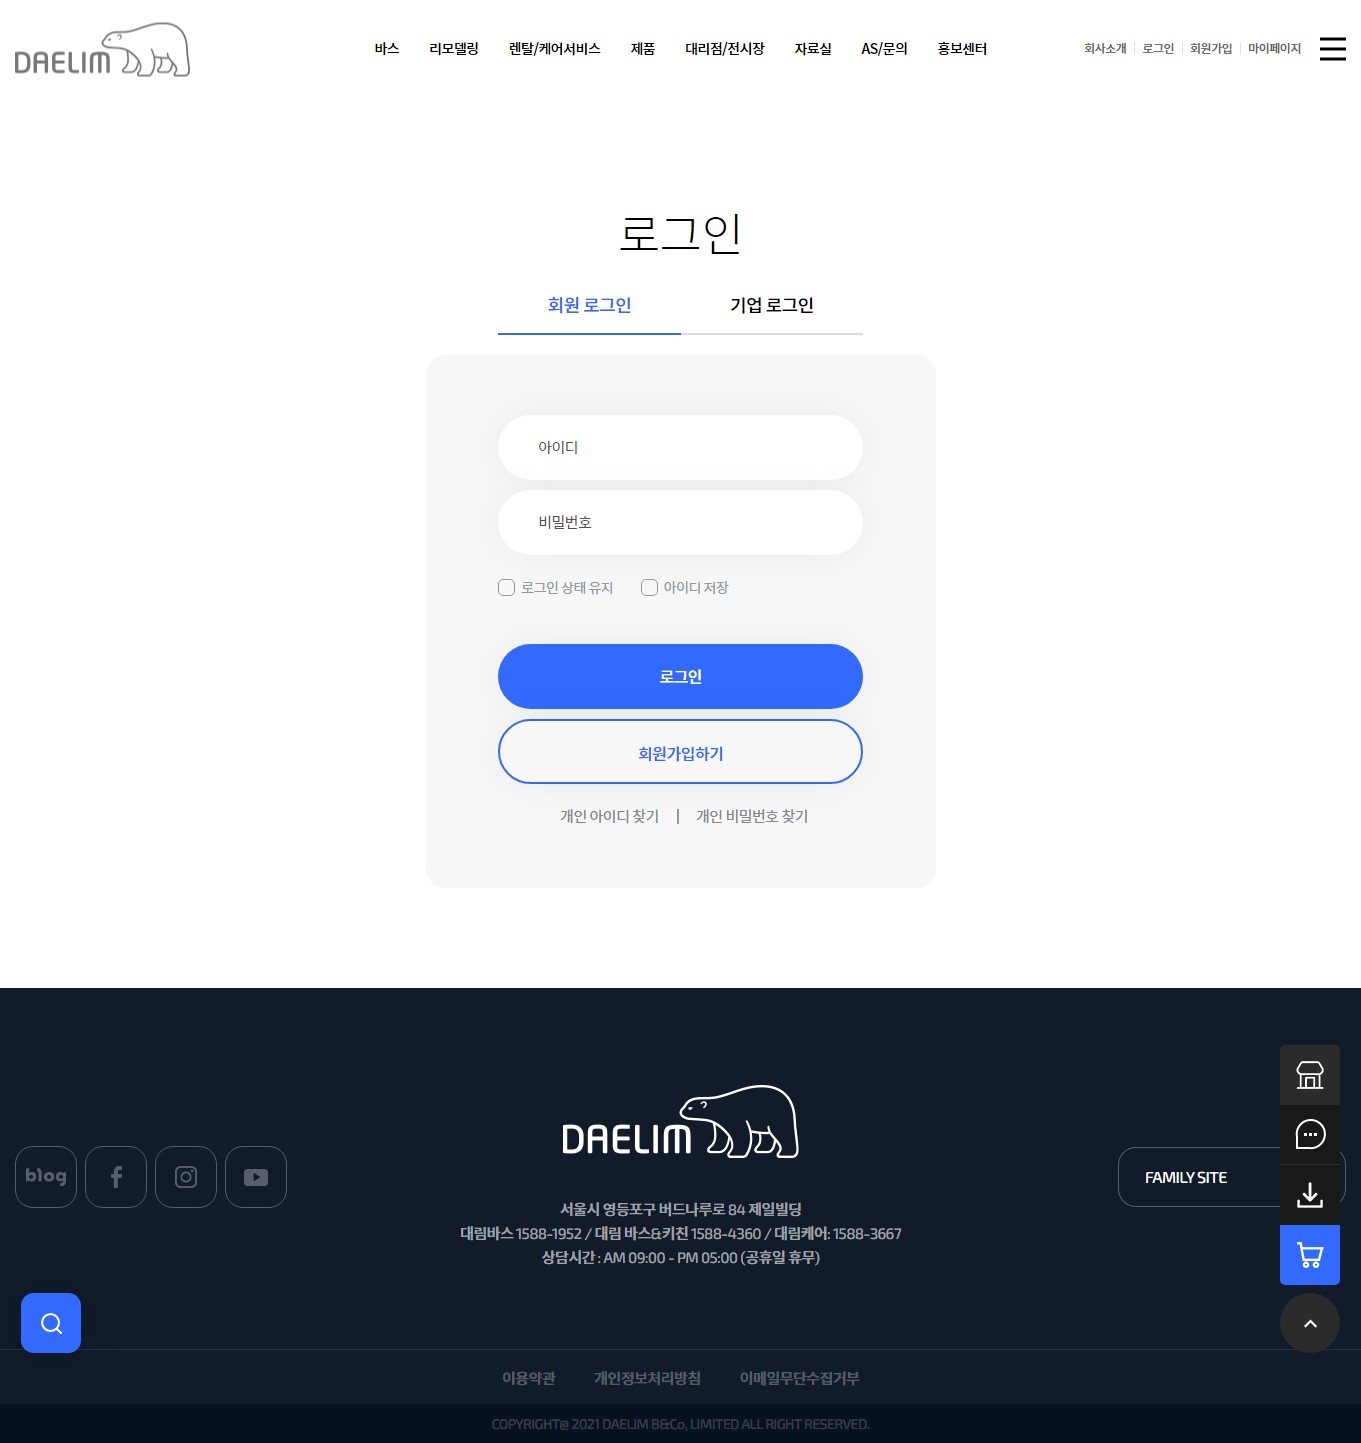 DAELIM
바스 리모델링 렌탈/케어서비스 제품 대리점/전시장 자료실 AS/문의 홍보센터
회사소개 로그인 회원가입 마이페이지
로그인
회원 로그인 기업 로그인
아이디
비밀번호
로그인 상태 유지 아이디 저장
로그인
회원가입하기
개인 아이디 찾기 | 개인 비밀번호 찾기
DAELIM
blog
FAMILY SITE
서울시 영등포구 버드나루로 84 제일빌딩
대림바스 1588-1952 / 대림 바스&키친 1588-4360 / 대림케어: 1588-3667
상담시간 : AM 09:00 - PM 05:00 (공휴일 휴무)
이용약관 개인정보처리방침 이메일무단수집거부
COPYRIGHT@ 2021 DAELIM B&Co, LIMITED ALL RIGHT RESERVED.